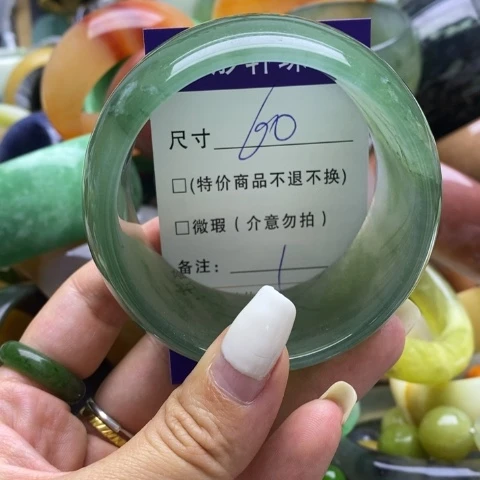 尺寸 60
□(特价商品不退不换)
□微瑕(介意勿拍)
备注: